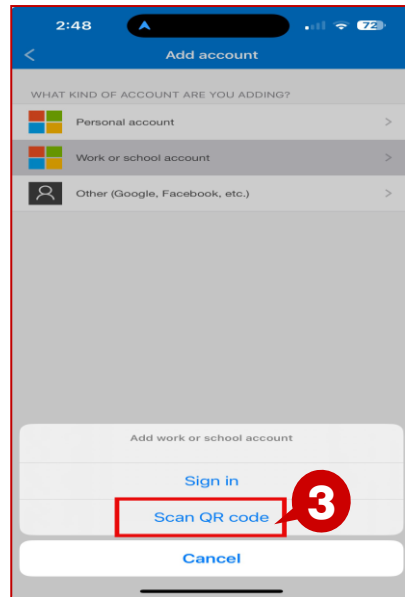 2:48
72
Add account
WHAT KIND OF ACCOUNT ARE YOU ADDING?
Personal account
Work or school account
Other (Google, Facebook, etc.)
Add work or school account
Sign in
Scan QR code
3
Cancel